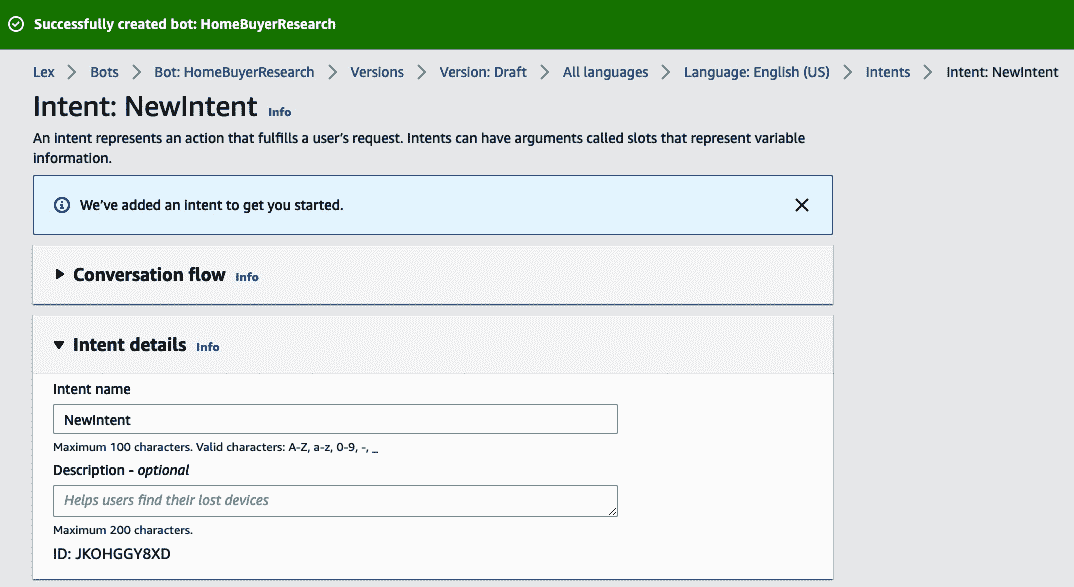 Successfully created bot: HomeBuyerResearch
Lex > Bots > Bot: HomeBuyerResearch > Versions > Version: Draft > All languages > Language: English (US) > Intents > Intent: NewIntent
Intent: NewIntent Info
An intent represents an action that fulfills a user's request. Intents can have arguments called slots that represent variable
information.
We've added an intent to get you started.
Conversation flow Info
Intent details Info
Intent name
NewIntent
Maximum 100 characters. Valid characters: A-Z, a-z, 0-9, -, _
Description - optional
Helps users find their lost devices
Maximum 200 characters.
ID: JKOHGGY8XD